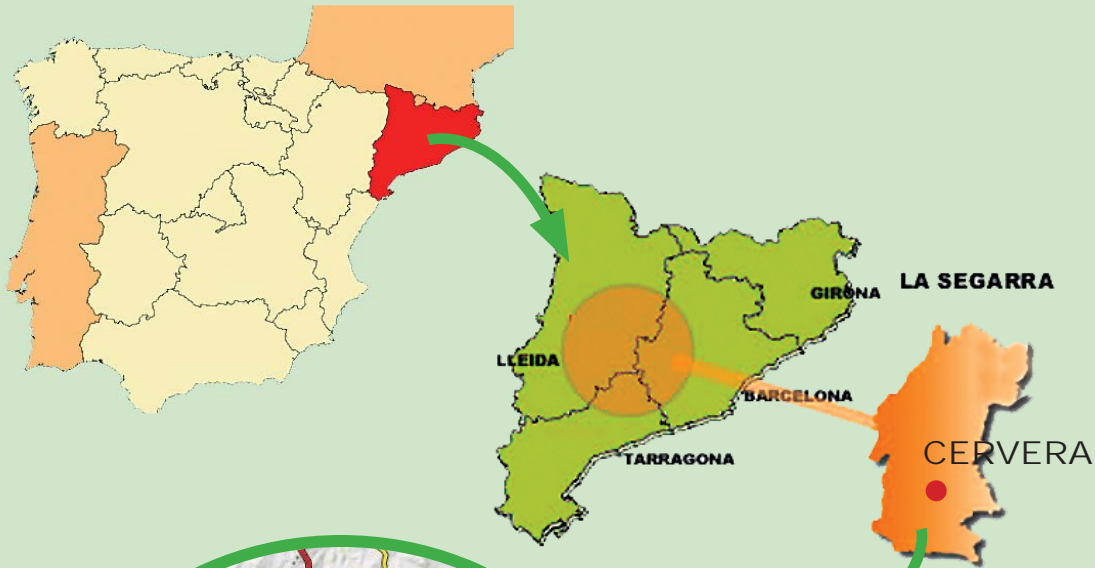 LA SEGARRA
GIRONA
LLEIDA
BARCELONA
CERVERA
TARRAGONA